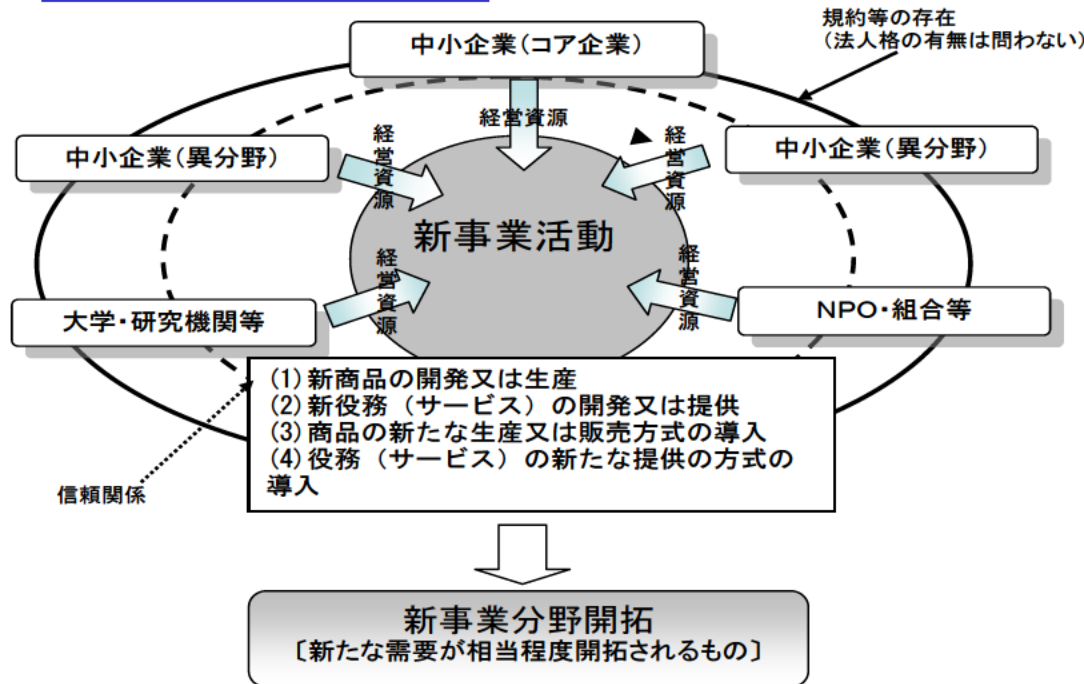 規約等の存在
(法人格の有無は問わない)
中小企業(コア企業)
経営資源
中小企業(異分野)
経営資源
経営資源
中小企業(異分野)
新事業活動
大学・研究機関等
経営資源
経営資源
NPO・組合等
(1)新商品の開発又は生産
(2)新役務(サービス)の開発又は提供
(3)商品の新たな生産又は販売方式の導入
(4)役務(サービス)の新たな提供の方式の
導入
信頼関係
新事業分野開拓
〔新たな需要が相当程度開拓されるもの〕